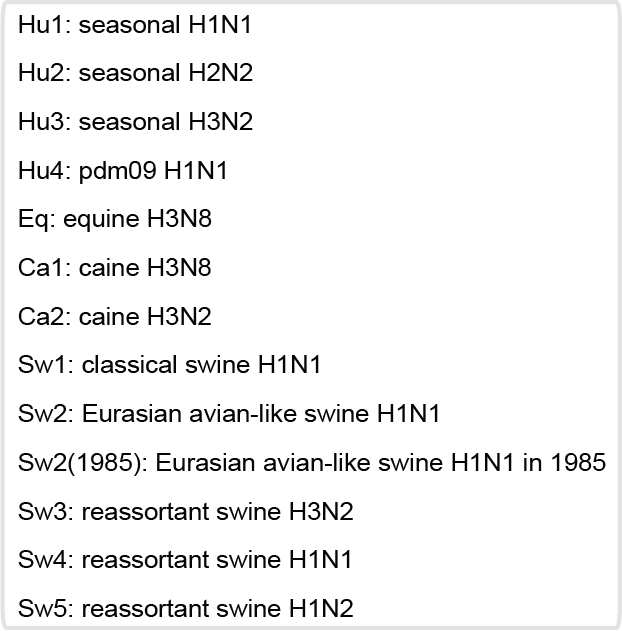 Hu1: seasonal H1N1
Hu2: seasonal H2N2
Hu3: seasonal H3N2
Hu4: pdm09 H1N1
Eq: equine H3N8
Ca1: caine H3N8
Ca2: caine H3N2
Sw1: classical swine H1N1
Sw2: Eurasian avian-like swine H1N1
Sw2(1985): Eurasian avian-like swine H1N1 in 1985
Sw3: reassortant swine H3N2
Sw4: reassortant swine H1N1
Sw5: reassortant swine H1N2